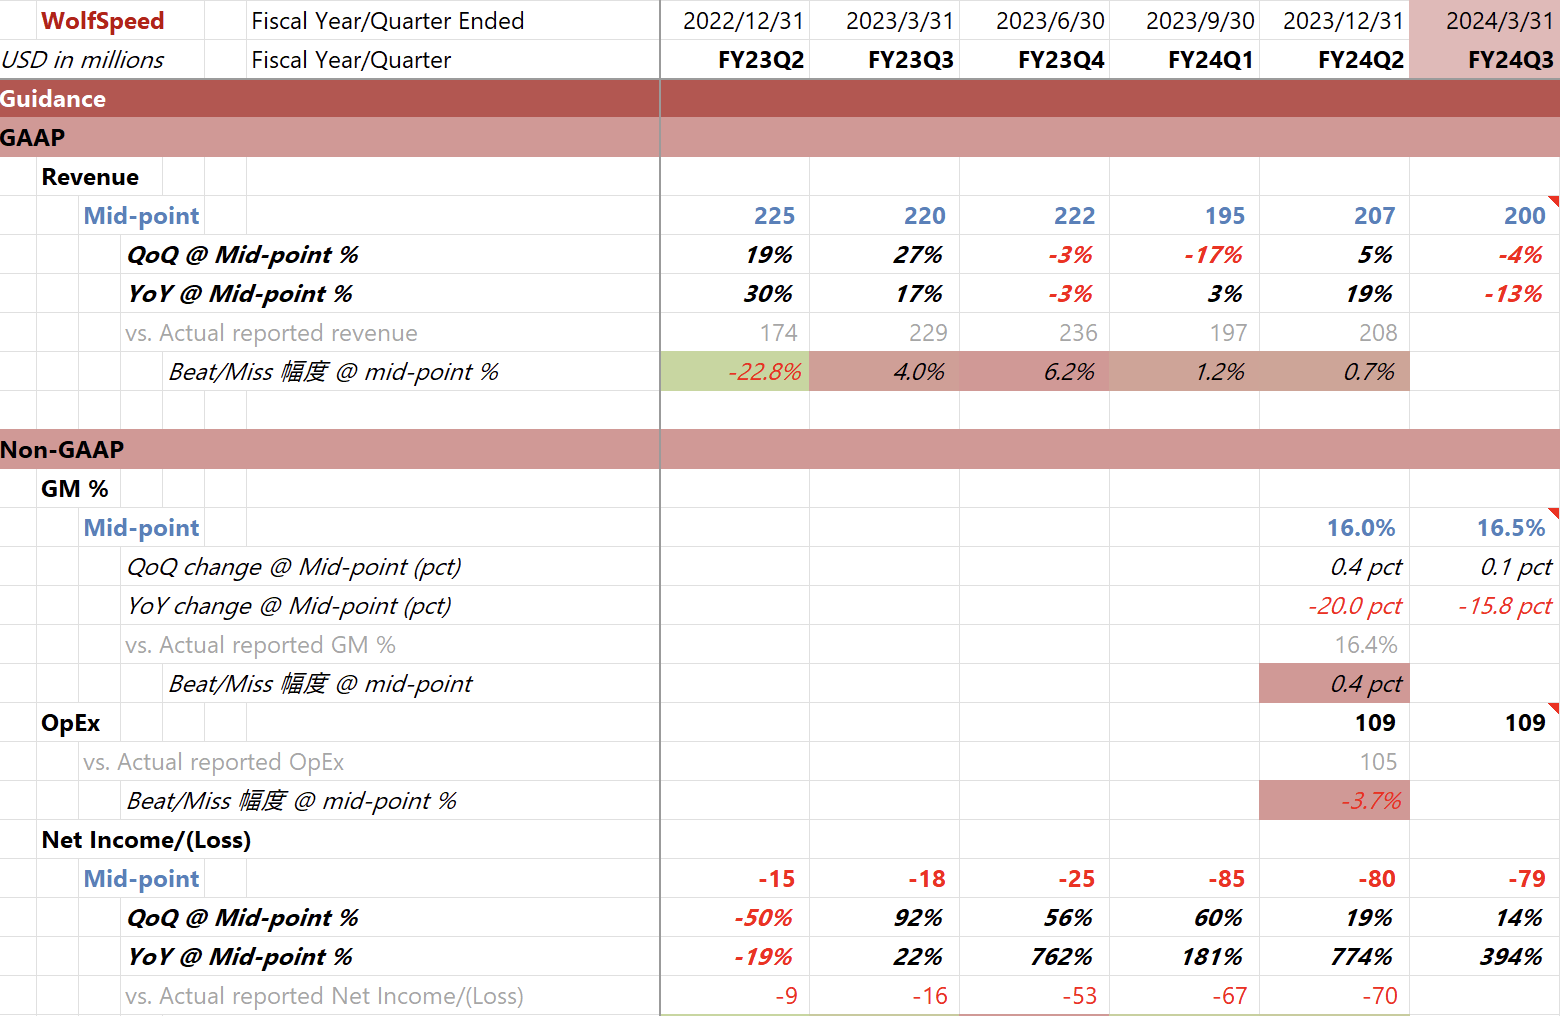 WolfSpeed Fiscal Year/Quarter Ended 2022/12/31 2023/3/31 2023/6/30 2023/9/30 2023/12/31 2024/3/31
USD in millions Fiscal Year/Quarter FY23Q2 FY23Q3 FY23Q4 FY24Q1 FY24Q2 FY24Q3
Guidance
GAAP
Revenue
Mid-point 225 220 222 195 207 200
QoQ @ Mid-point % 19% 27% -3% -17% 5% -4%
YoY @ Mid-point % 30% 17% -3% 3% 19% -13%
vs. Actual reported revenue 174 229 236 197 208
Beat/Miss 幅度 @ mid-point % -22.8% 4.0% 6.2% 1.2% 0.7%
Non-GAAP
GM %
Mid-point 16.0% 16.5%
QoQ change @ Mid-point (pct) 0.4 pct 0.1 pct
YoY change @ Mid-point (pct) -20.0 pct -15.8 pct
vs. Actual reported GM % 16.4%
Beat/Miss 幅度 @ mid-point 0.4 pct
OpEx 109 109
vs. Actual reported OpEx 105
Beat/Miss 幅度 @ mid-point % -3.7%
Net Income/(Loss)
Mid-point -15 -18 -25 -85 -80 -79
QoQ @ Mid-point % -50% 92% 56% 60% 19% 14%
YoY @ Mid-point % -19% 22% 762% 181% 774% 394%
vs. Actual reported Net Income/(Loss) -9 -16 -53 -67 -70